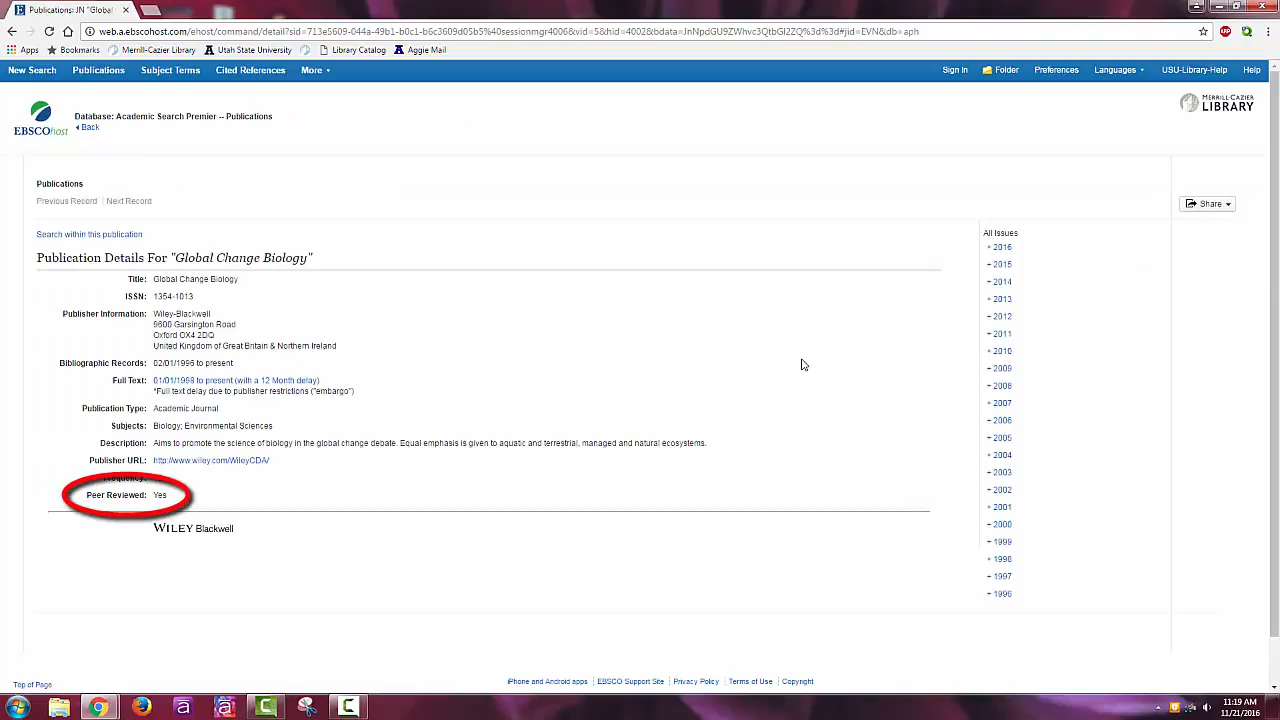 Publications: JN "Global
web.a.ebscohost.com/ehost/command/detail?sid=713e5609-044a-49b1-b0c1-b6c3609d05b5%40sessionmgr4006&vid=5&hid=4002&bdata=JnNpdGU9ZWhvc3QtbGl2ZQ%3d%3d#jid=EVN&db=aph
Apps Bookmarks Merrill-Cazier Library Utah State University Library Catalog Aggie Mail
New Search Publications Subject Terms Cited References More Sign In Folder Preferences Languages USU-Library-Help Help
EBSCOhost
Database: Academic Search Premier -- Publications
Back
MERRILL-CAZIER
LIBRARY
Publications
Previous Record Next Record
Share
Search within this publication
Publication Details For "Global Change Biology"
Title: Global Change Biology
ISSN: 1354-1013
Publisher Information: Wiley-Blackwell
9600 Garsington Road
Oxford OX4 2DQ
United Kingdom of Great Britain & Northern Ireland
Bibliographic Records: 02/01/1996 to present
Full Text: 01/01/1998 to present (with a 12 Month delay)
*Full text delay due to publisher restrictions ("embargo")
Publication Type: Academic Journal
Subjects: Biology; Environmental Sciences
Description: Aims to promote the science of biology in the global change debate. Equal emphasis is given to aquatic and terrestrial, managed and natural ecosystems.
Publisher URL: http://www.wiley.com/WileyCDA/
Frequency:
Peer Reviewed: Yes
WILEY Blackwell
All Issues
+ 2016
+ 2015
+ 2014
+ 2013
+ 2012
+ 2011
+ 2010
+ 2009
+ 2008
+ 2007
+ 2006
+ 2005
+ 2004
+ 2003
+ 2002
+ 2001
+ 2000
+ 1999
+ 1998
+ 1997
+ 1996
Top of Page
iPhone and Android apps EBSCO Support Site Privacy Policy Terms of Use Copyright
11:19 AM
11/21/2016